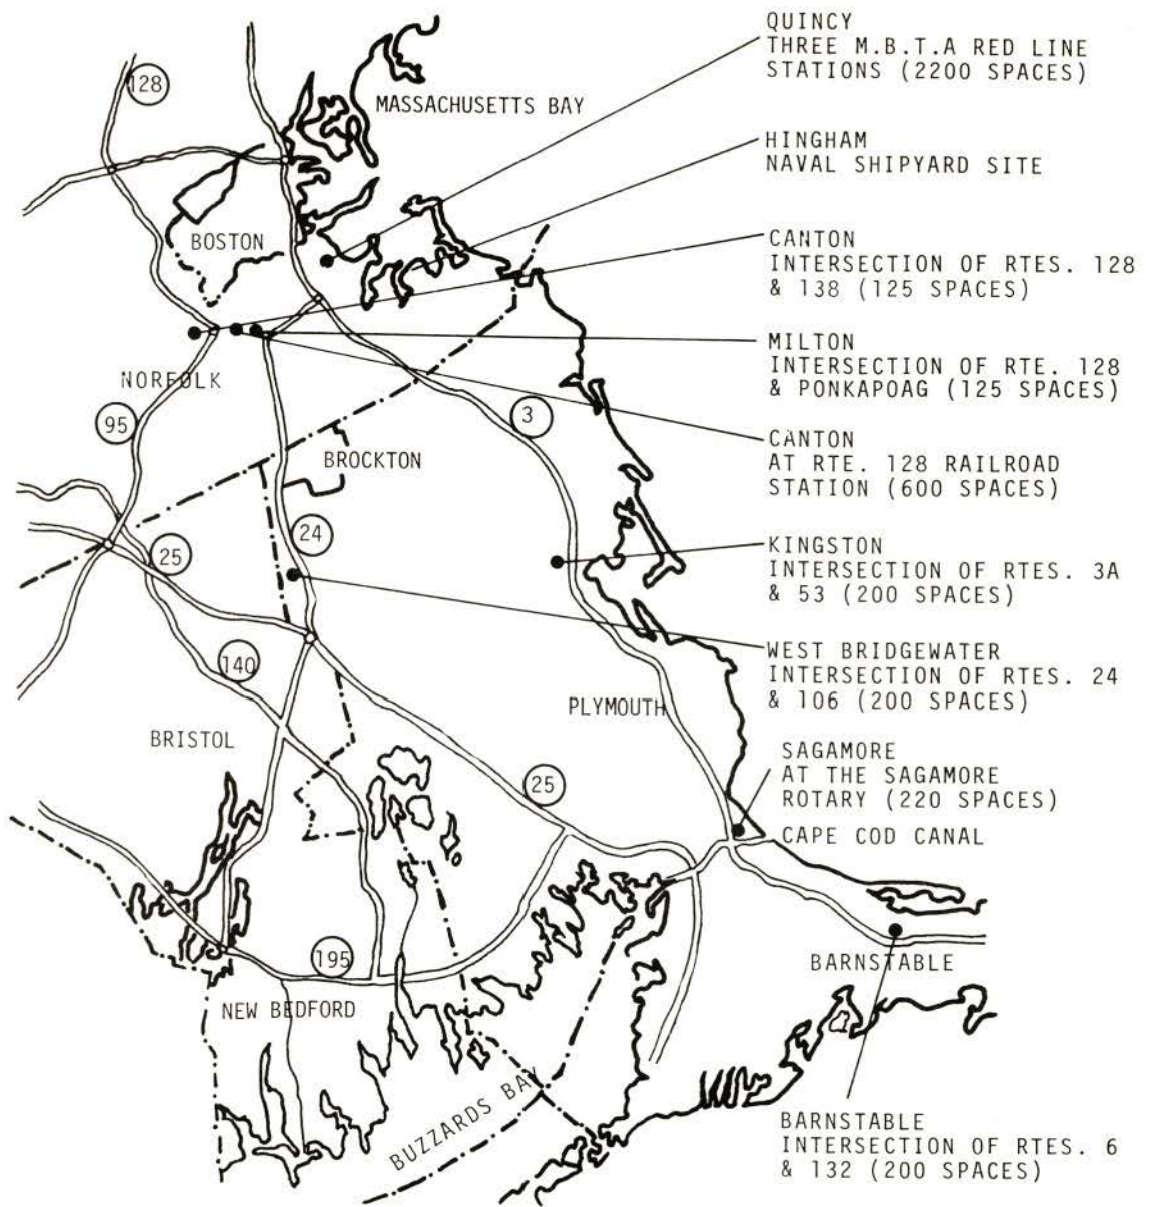 QUINCY
THREE M.B.T.A RED LINE
STATIONS (2200 SPACES)
128
MASSACHUSETTS BAY
HINGHAM
NAVAL SHIPYARD SITE
BOSTON
CANTON
INTERSECTION OF RTES. 128
& 138 (125 SPACES)
MILTON
INTERSECTION OF RTE. 128
& PONKAPOAG (125 SPACES)
NORFOLK
95
3
BROCKTON
CANTON
AT RTE. 128 RAILROAD
STATION (600 SPACES)
24
25
KINGSTON
INTERSECTION OF RTES. 3A
& 53 (200 SPACES)
140
WEST BRIDGEWATER
INTERSECTION OF RTES. 24
& 106 (200 SPACES)
PLYMOUTH
BRISTOL
SAGAMORE
AT THE SAGAMORE
ROTARY (220 SPACES)
25
CAPE COD CANAL
195
BARNSTABLE
NEW BEDFORD
BUZZARDS BAY
BARNSTABLE
INTERSECTION OF RTES. 6
& 132 (200 SPACES)